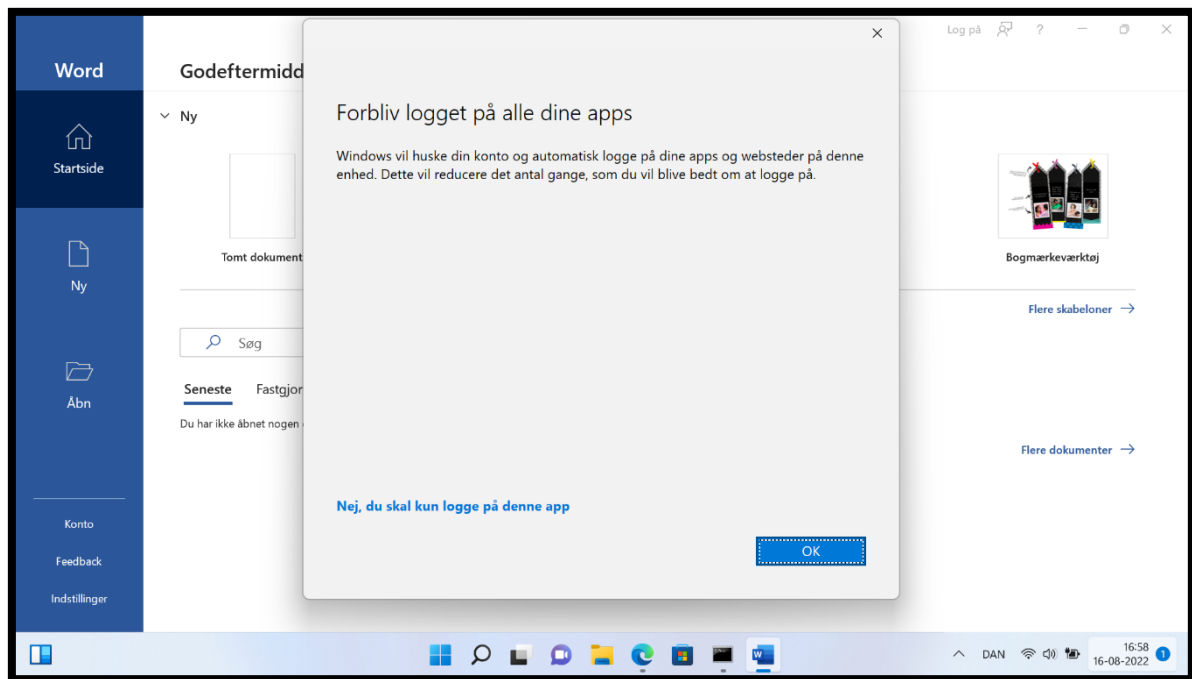 Log på
?
Word
Godeftermidd
Ny
Startside
Tomt dokument
Bogmærkeværktøj
Flere skabeloner
Ny
Søg
Åbn
Seneste Fastgjor
Du har ikke åbnet nogen
Flere dokumenter
Konto
Feedback
Indstillinger
Forbliv logget på alle dine apps
Windows vil huske din konto og automatisk logge på dine apps og websteder på denne
enhed. Dette vil reducere det antal gange, som du vil blive bedt om at logge på.
Nej, du skal kun logge på denne app
OK
W
DAN
16:58
16-08-2022
1